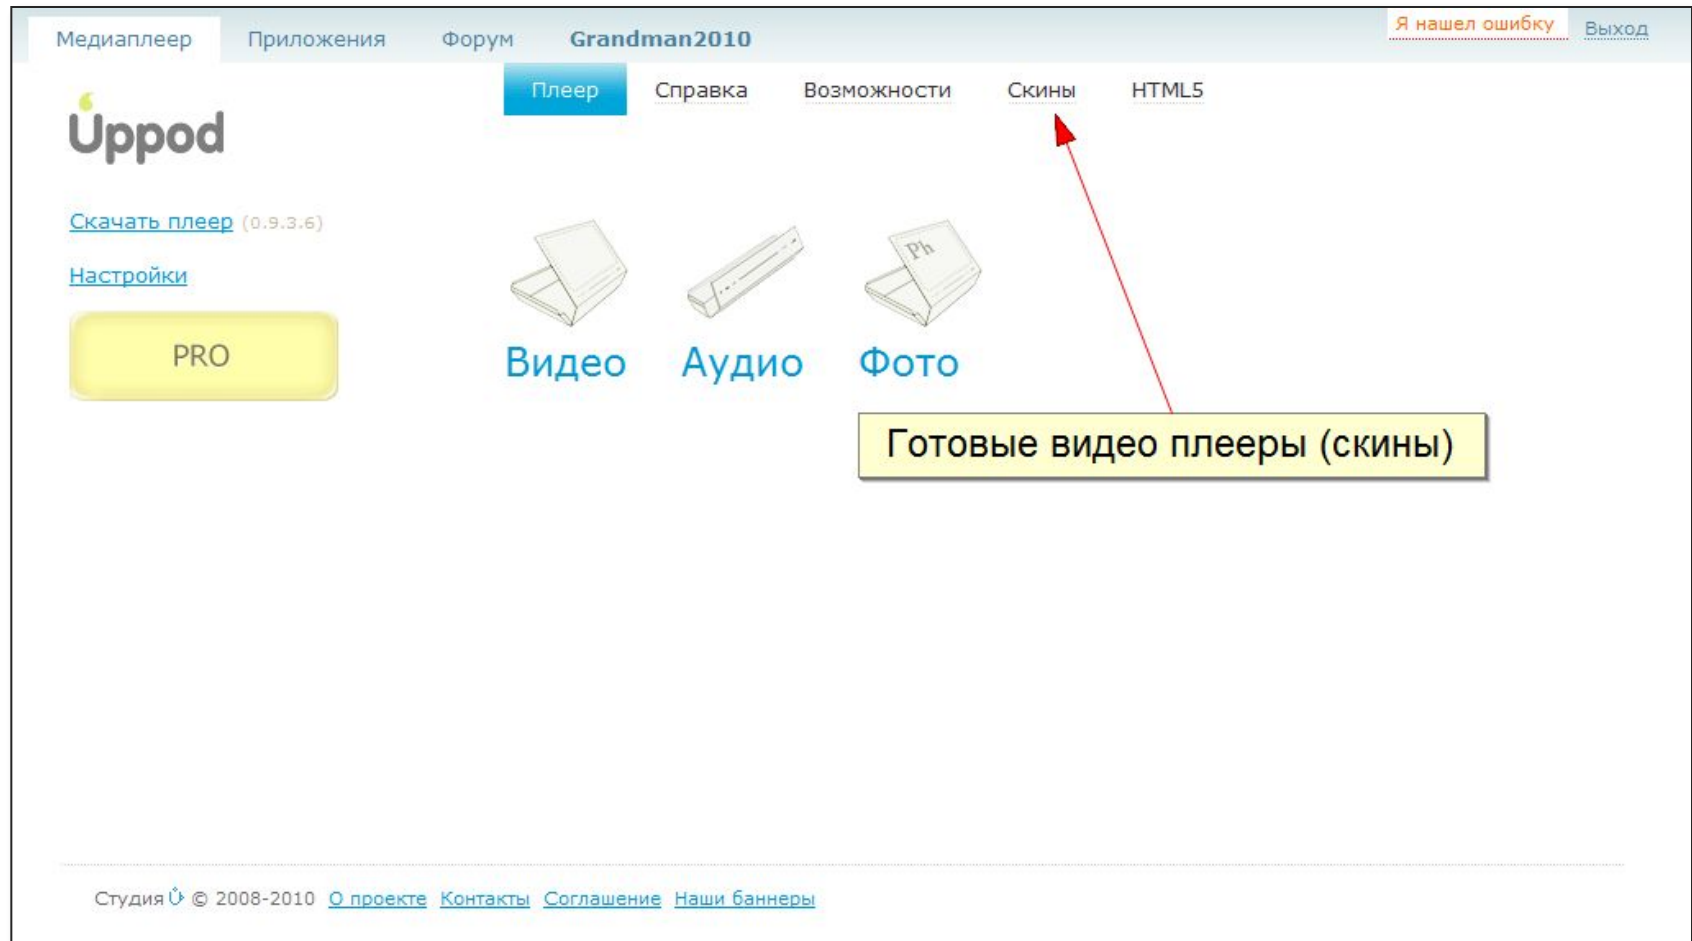 Медиаплеер Приложения Форум Grandman2010 Я нашел ошибку Выход
Плеер Справка Возможности Скины HTML5
Uppod
Скачать плеер (0.9.3.6)
Настройки
PRO
Ph
Видео Аудио Фото
Готовые видео плееры (скины)
Студия Û © 2008-2010 О проекте Контакты Соглашение Наши баннеры